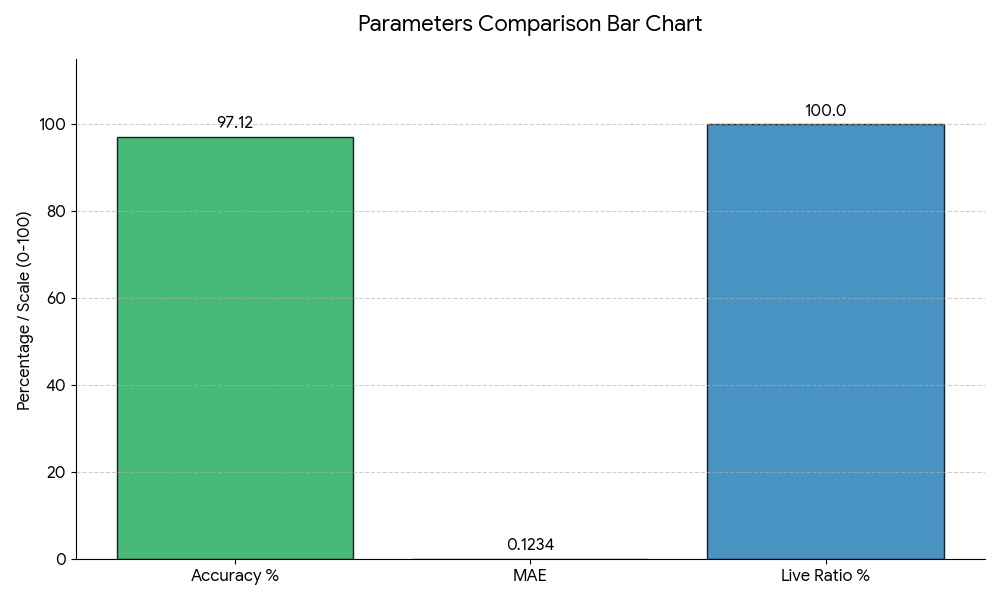 Parameters Comparison Bar Chart
Percentage / Scale (0-100)
100
80
60
40
20
0
97.12
0.1234
100.0
Accuracy %
MAE
Live Ratio %